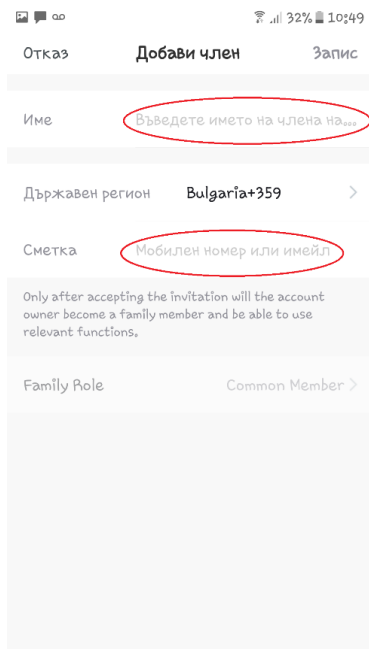 32% 10:49
Отказ Добави член Запис
Име Въведете името на члена на...
Държавен регион Bulgaria+359
Сметка Мобилен номер или имейл
Only after accepting the invitation will the account
owner become a family member and be able to use
relevant functions.
Family Role Common Member